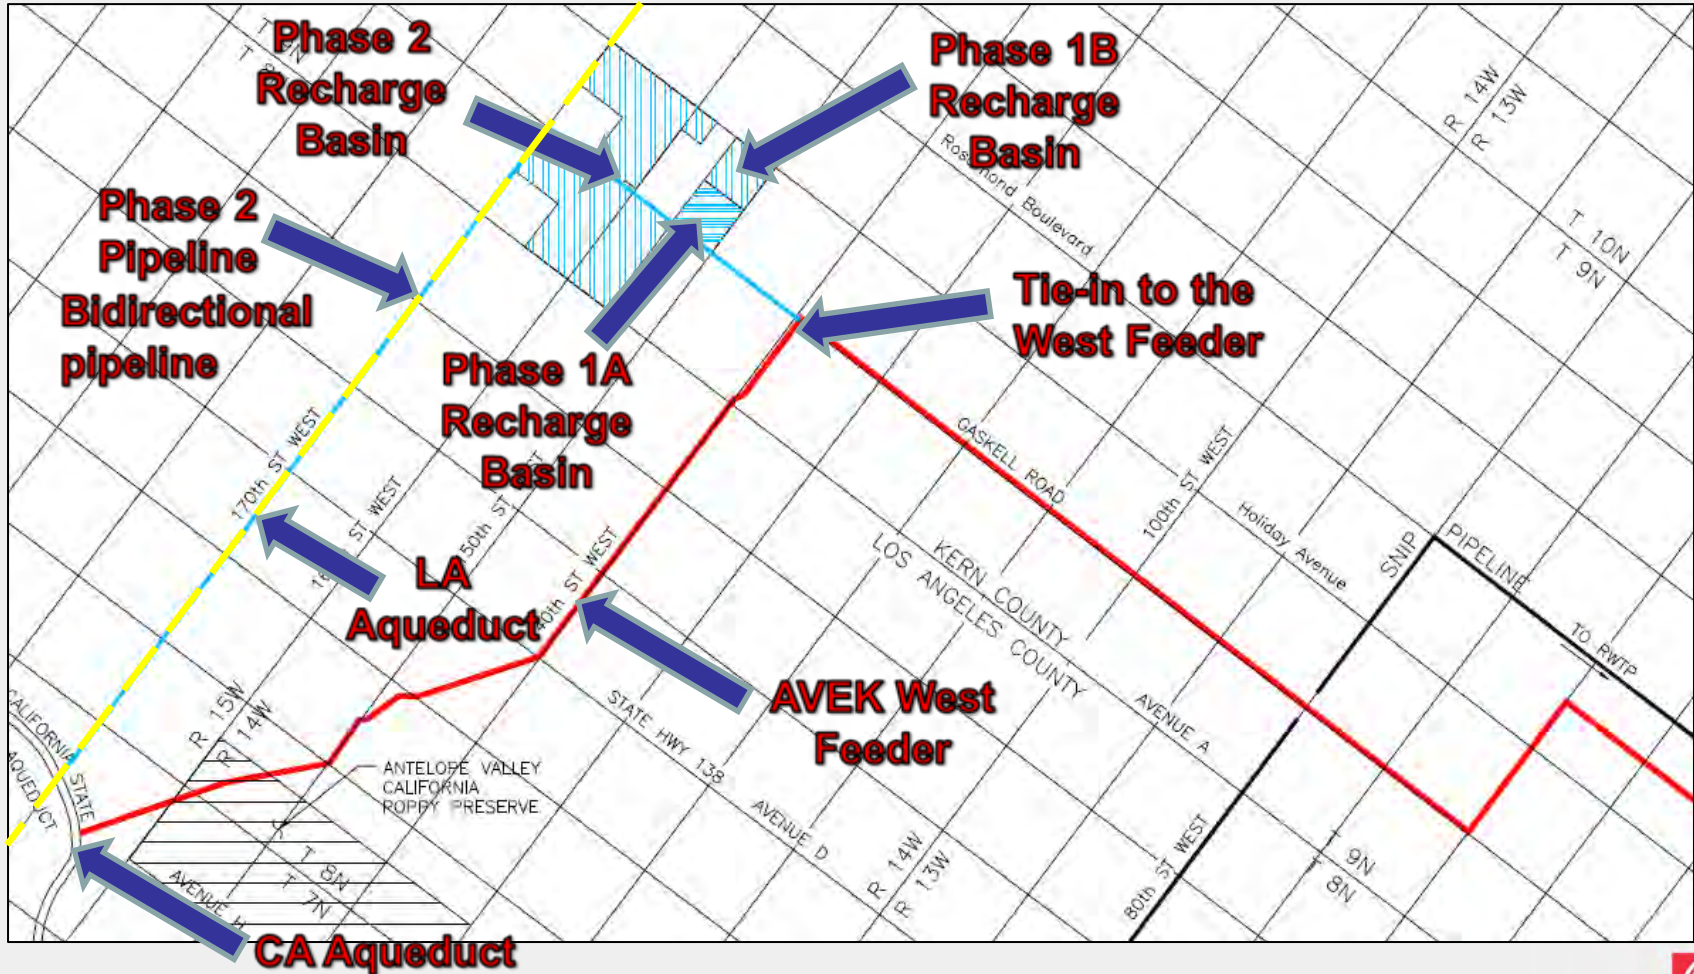 Phase 2
Recharge
Basin
Phase 1B
Recharge
Basin
Phase 2
Pipeline
Bidirectional
pipeline
Tie-in to the
West Feeder
Phase 1A
Recharge
Basin
LA
Aqueduct
AVEK West
Feeder
CA Aqueduct
R 14W
R 13W
T 10N
T 9N
Boulevard
170th ST WEST
ST WEST
GASKELL ROAD
100th ST WEST
Holiday Avenue
SNIP PIPELINE
TO RWTP
KERN COUNTY
LOS ANGELES COUNTY
ST WEST
STATE HWY 138
AVENUE A
AVENUE D
R 15W
R 14W
CALIFORNIA STATE
AQUEDUCT
ANTELOPE VALLEY
CALIFORNIA
POPPY PRESERVE
T 8N
T 7N
AVENUE H
R 14W
R 13W
80th ST WEST
T 9N
T 8N